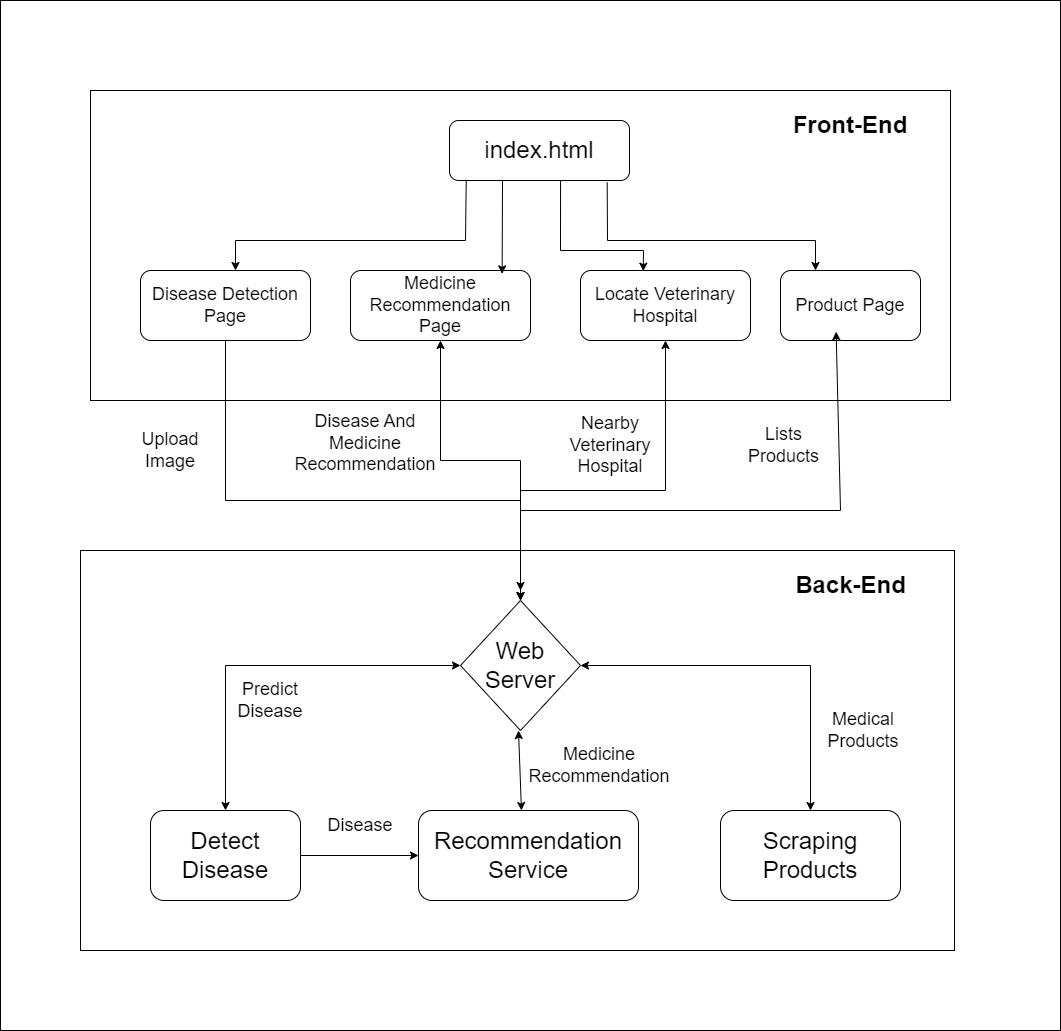 Front-End
index.html
Disease Detection
Page
Medicine
Recommendation
Page
Locate Veterinary
Hospital
Product Page
Upload
Image
Disease And
Medicine
Recommendation
Nearby
Veterinary
Hospital
Lists
Products
Back-End
Web
Server
Predict
Disease
Medicine
Recommendation
Medical
Products
Detect
Disease
Disease
Recommendation
Service
Scraping
Products